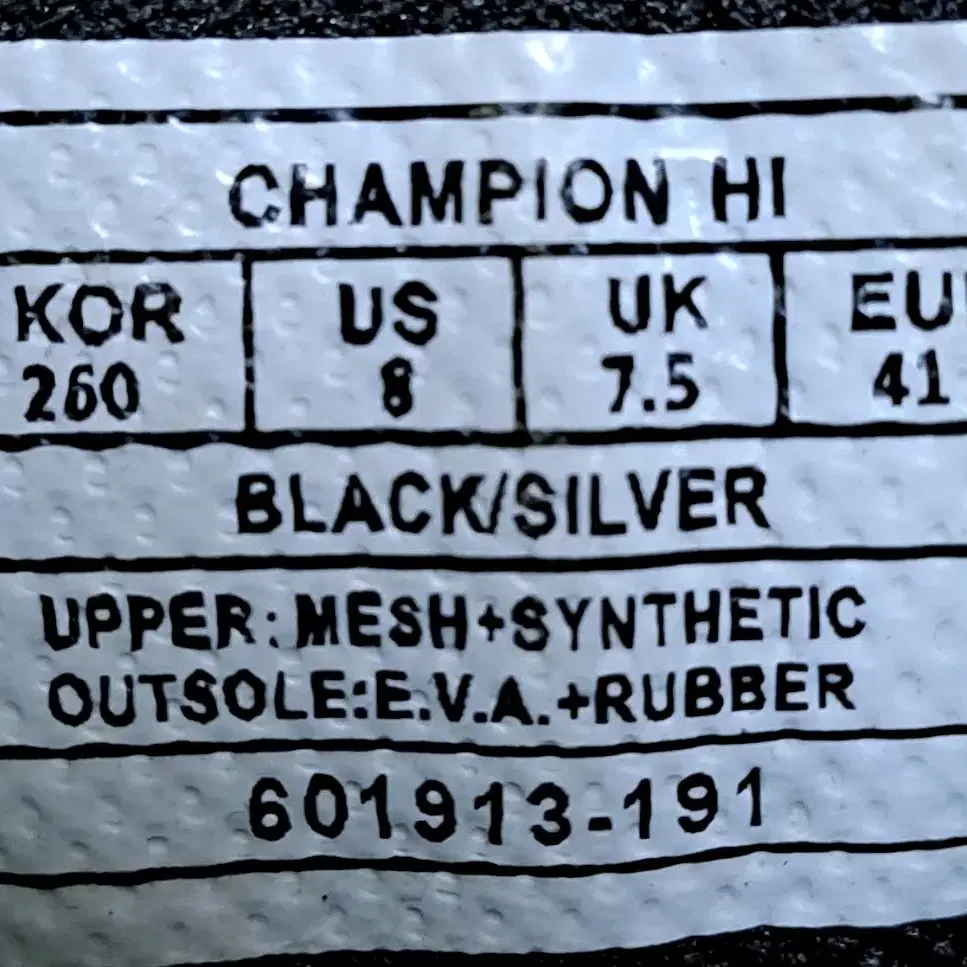 CHAMPION HI
KOR US UK EU
260 8 7.5 41
BLACK/SILVER
UPPER:MESH+SYNTHETIC
OUTSOLE:E.V.A.+RUBBER
601913-191